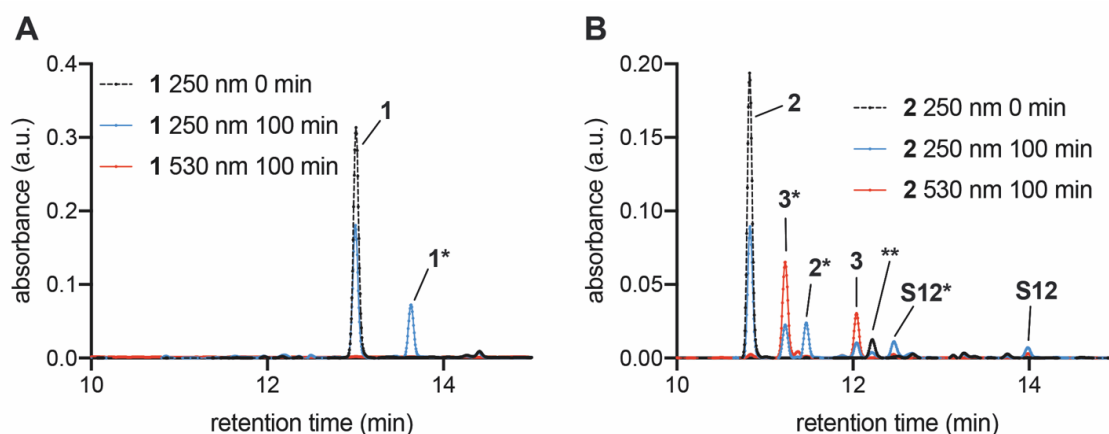 A
absorbance (a.u.)
0.4
0.3
0.2
0.1
0.0
1 250 nm 0 min
1 250 nm 100 min
1 530 nm 100 min
1
1*
10
12
14
retention time (min)
B
absorbance (a.u.)
0.20
0.15
0.10
0.05
0.00
2 250 nm 0 min
2 250 nm 100 min
2 530 nm 100 min
2
3*
2*
3
**
S12*
S12
10
12
14
retention time (min)